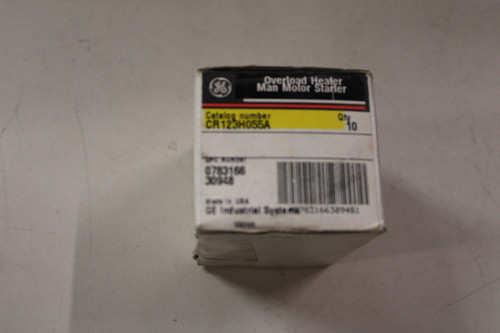 GE
Overload Heater
Man Motor Starter
Catalog number Qty
CR123H055A 10
UPC Number
0783166
30948
Made in USA
GE Industrial Systems